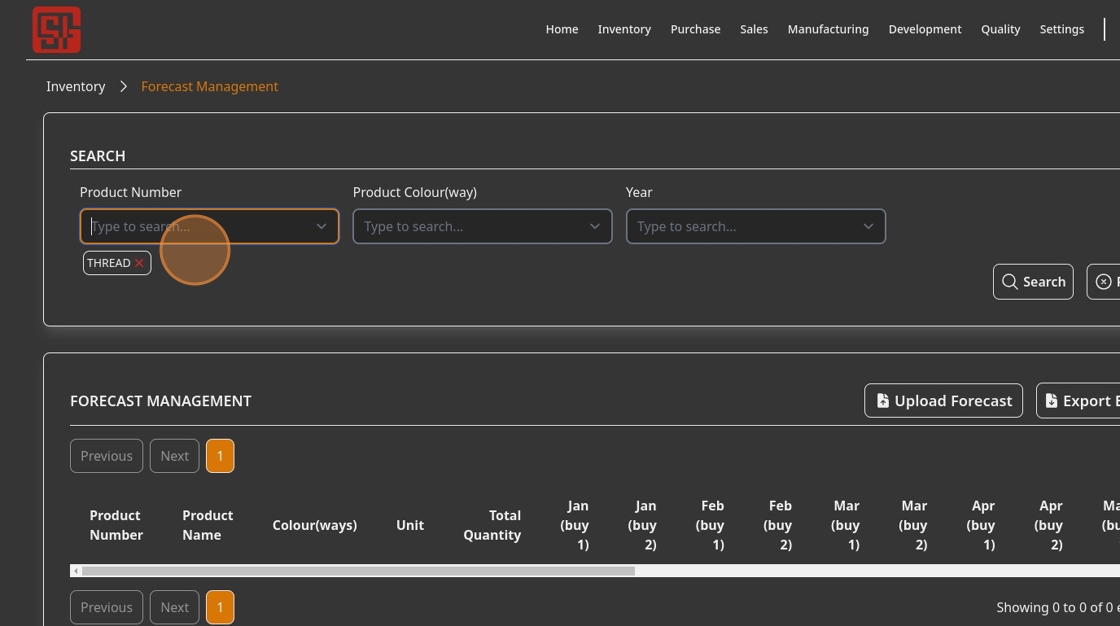 Home Inventory Purchase Sales Manufacturing Development Quality Settings
Inventory Forecast Management
SEARCH
Product Number Product Colour(way) Year
Type to search... Type to search... Type to search...
THREAD
Search
FORECAST MANAGEMENT
Upload Forecast Export E
Previous Next 1
Product Number Product Name Colour(ways) Unit Total Quantity Jan (buy 1) Jan (buy 2) Feb (buy 1) Feb (buy 2) Mar (buy 1) Mar (buy 2) Apr (buy 1) Apr (buy 2) Ma (bu
Previous Next 1
Showing 0 to 0 of 0 e